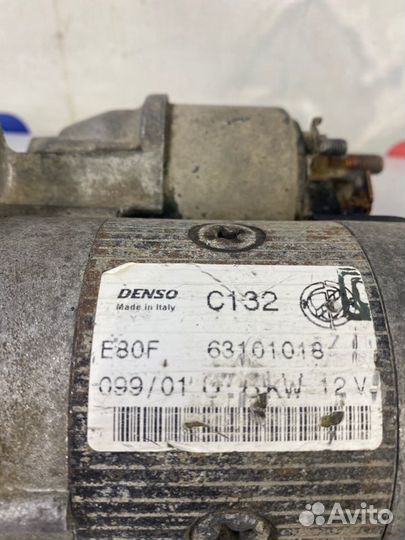 DENSO C132
Made in Italy
E80F 63101018
099/01 KW 12 V
Avito